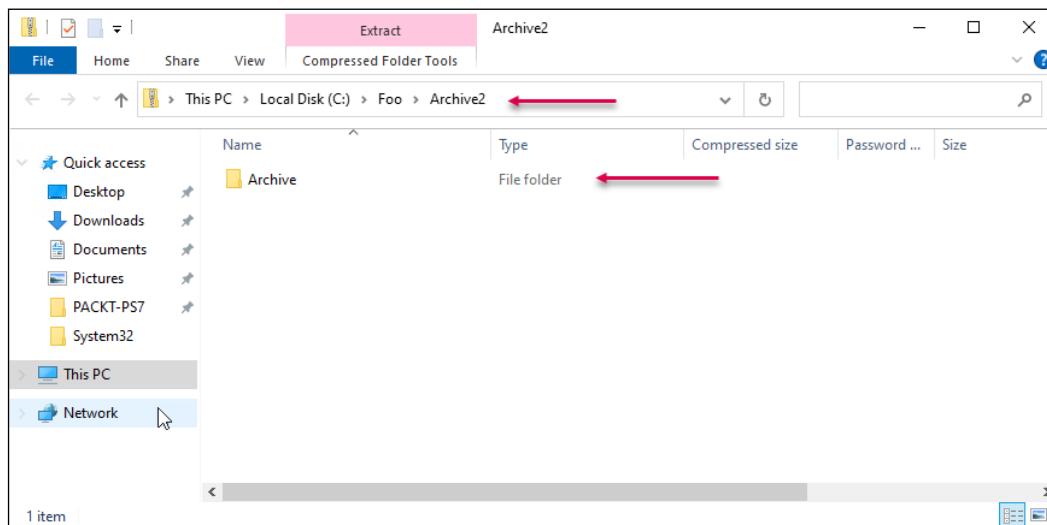 Extract Archive2
File Home Share View Compressed Folder Tools
This PC > Local Disk (C:) > Foo > Archive2
Name Type Compressed size Password ... Size
Quick access
Archive File folder
Desktop
Downloads
Documents
Pictures
PACKT-PS7
System32
This PC
Network
1 item